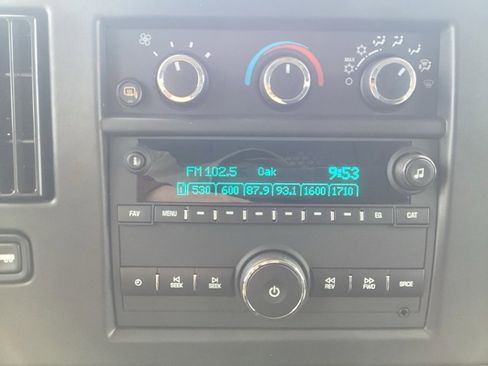 MAX
FM 102.5 Oak 9:53
1 530 600 87.9 93.1 1600 1710
FAV MENU EQ CAT
SEEK SEEK REV FWD SRCE